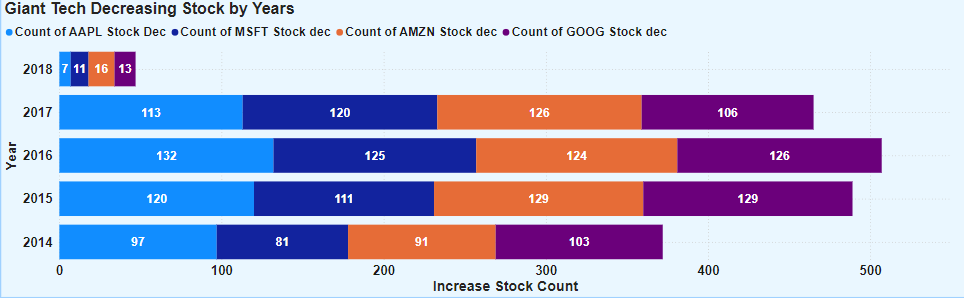 Giant Tech Decreasing Stock by Years
Count of AAPL Stock Dec Count of MSFT Stock dec Count of AMZN Stock dec Count of GOOG Stock dec
2018 7 11 16 13
2017 113 120 126 106
2016 132 125 124 126
2015 120 111 129 129
2014 97 81 91 103
Year
0 100 200 300 400 500
Increase Stock Count